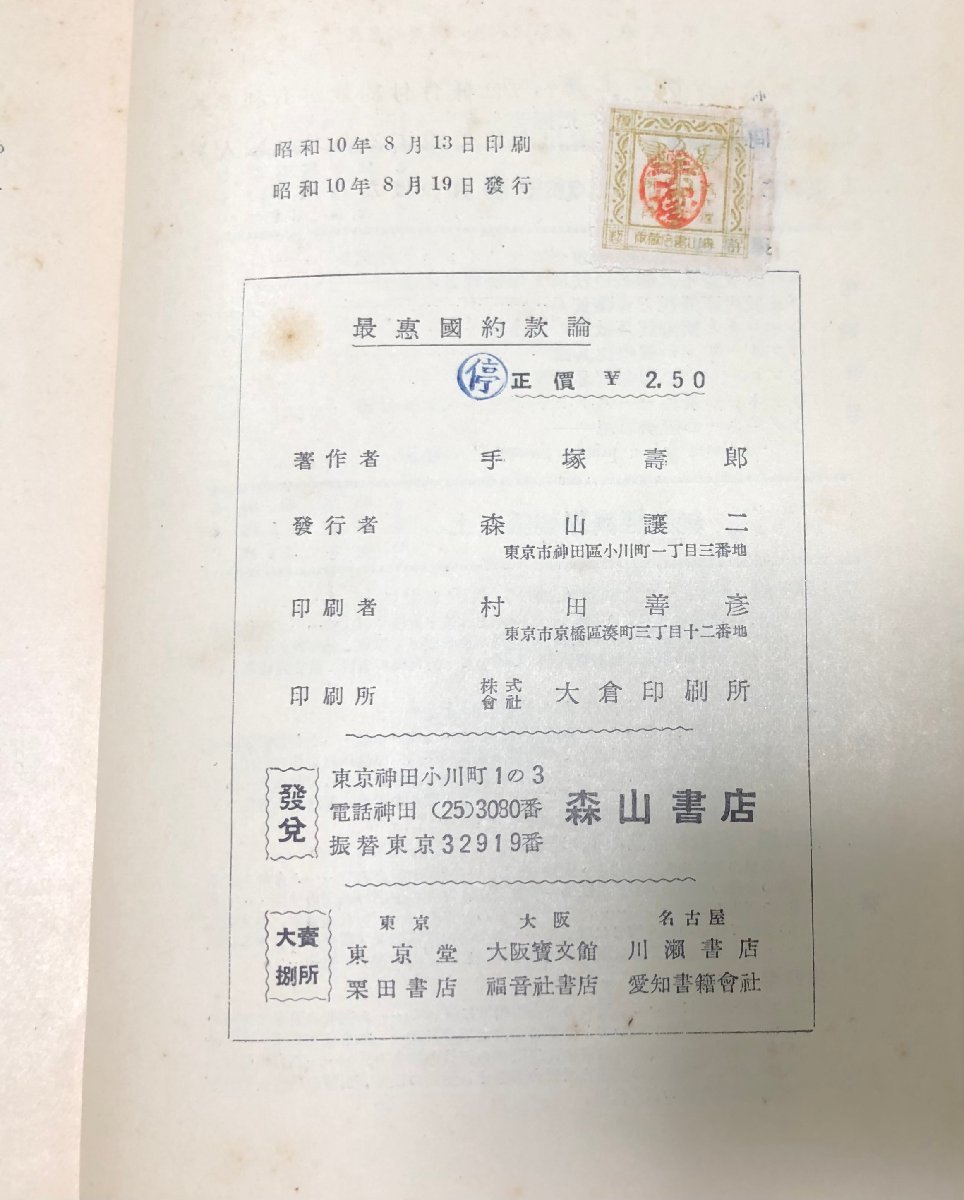 昭和10年8月13日印刷
昭和10年8月19日發行
最惠國約款論
停 正價 ¥ 2.50
著作者 手塚壽郎
發行者 森山讓二
東京市神田區小川町一丁目三番地
印刷者 村田善彦
東京市京橋區湊町三丁目十二番地
印刷所 株式會社 大倉印刷所
發兌
東京神田小川町1の3
電話神田 (25)3080番
振替東京32919番
森山書店
大賣捌所
東京 大阪 名古屋
東京堂 大阪寶文館 川瀨書店
栗田書店 福音社書店 愛知書籍會社